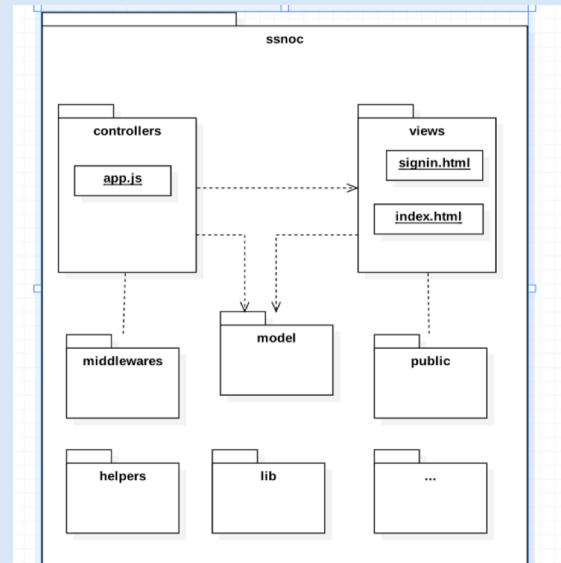 ssnoc
controllers
views
app.js
signin.html
index.html
model
middlewares
public
helpers
lib
...